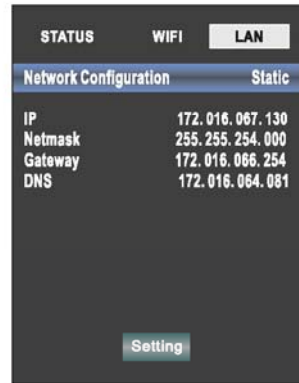 STATUS WIFI LAN
Network Configuration Static
IP 172.016.067.130
Netmask 255.255.254.000
Gateway 172.016.066.254
DNS 172.016.064.081
Setting